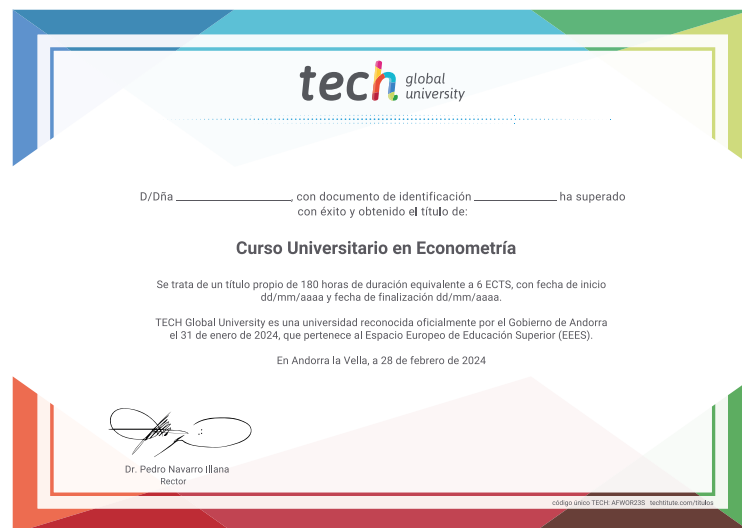 tech global university
D/Dña ____________________, con documento de identificación ______________ ha superado
con éxito y obtenido el título de:
Curso Universitario en Econometría
Se trata de un título propio de 180 horas de duración equivalente a 6 ECTS, con fecha de inicio
dd/mm/aaaa y fecha de finalización dd/mm/aaaa.
TECH Global University es una universidad reconocida oficialmente por el Gobierno de Andorra
el 31 de enero de 2024, que pertenece al Espacio Europeo de Educación Superior (EEES).
En Andorra la Vella, a 28 de febrero de 2024
Dr. Pedro Navarro Illana
Rector
código único TECH: AFWOR23S techtitute.com/titulos